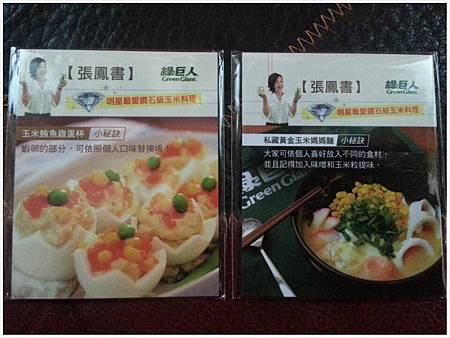 【張鳳書】
綠巨人
Green Giant.
明星最愛鑽石級玉米料理
玉米鮪魚雞蛋杯 小秘訣
蝦卵的部分,可依照個人口味替換唷!
【張鳳書】
綠巨人
Green Giant.
明星最愛鑽石級玉米料理
私藏黃金玉米媽媽麵 小秘訣
大家可依個人喜好放入不同的食材,
並且記得加入味噌和玉米粒提味。
Green Giant